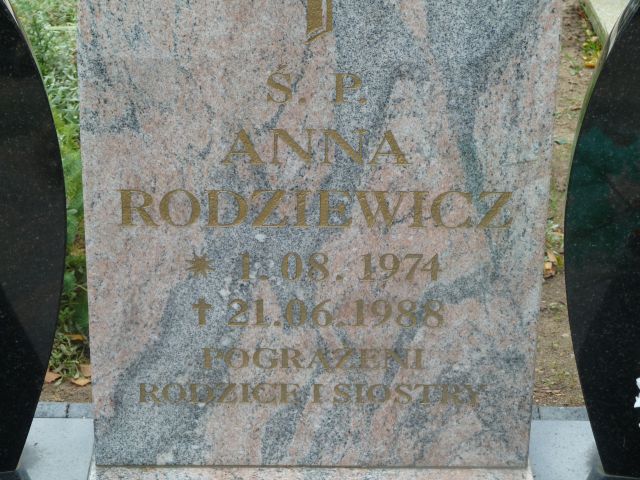 Ś. P.
ANNA
RODZIEWICZ
* 1.08.1974
✝ 21.06.1988
POGRĄŻENI
RODZICE I SIOSTRY